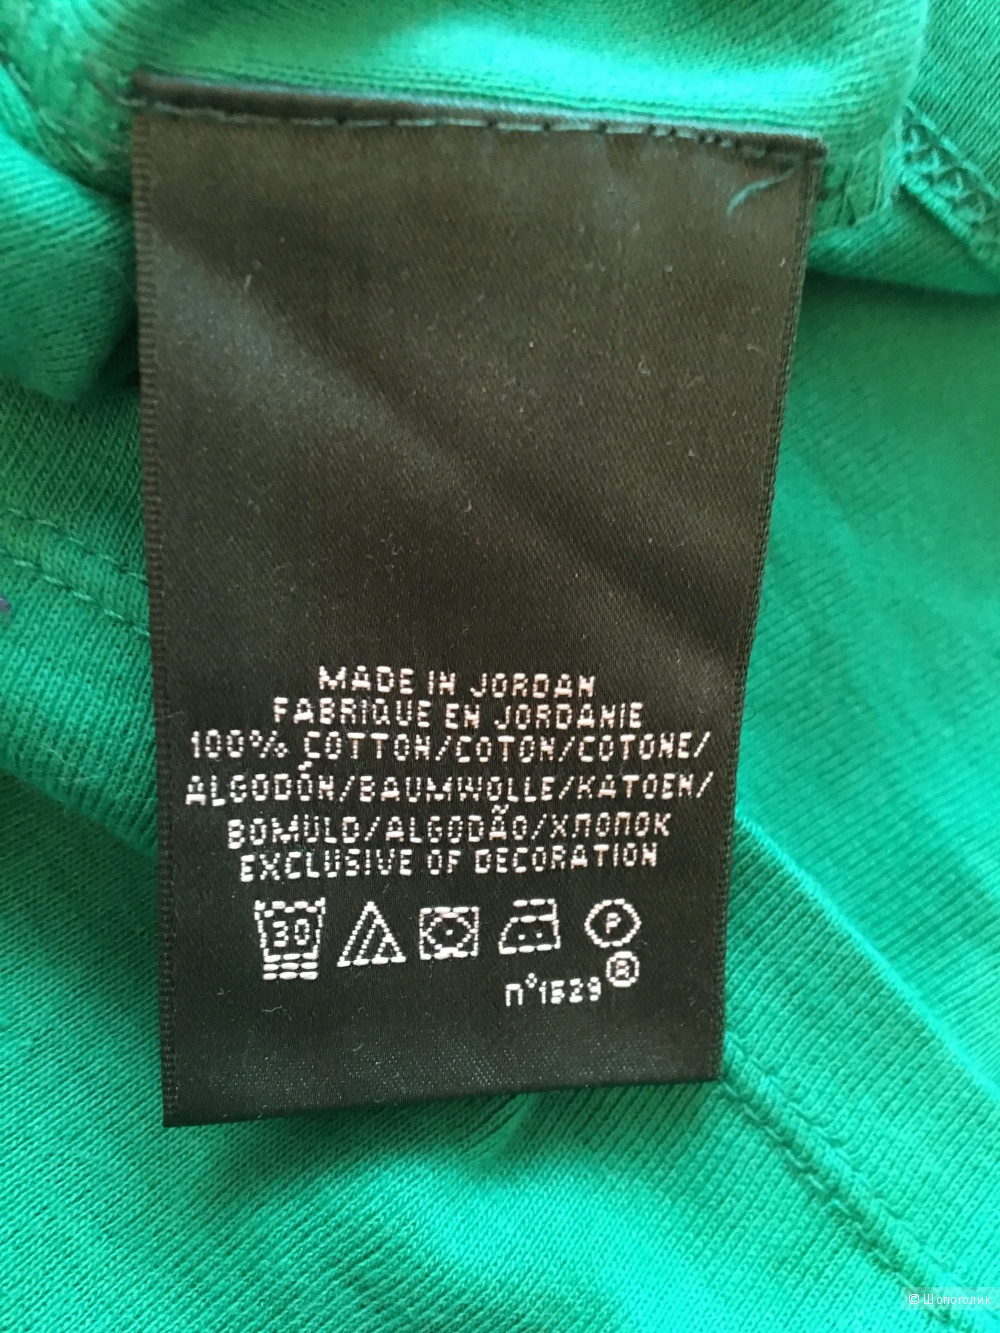 MADE IN JORDAN
FABRIQUE EN JORDANIE
100% COTTON/COTON/COTONE/
ALGODÓN/BAUMWOLLE/KATOEN/
BOMULD/ALGODÃO/ХЛОПОК
EXCLUSIVE OF DECORATION
30 P
n°1529 ®
© Шопоголик